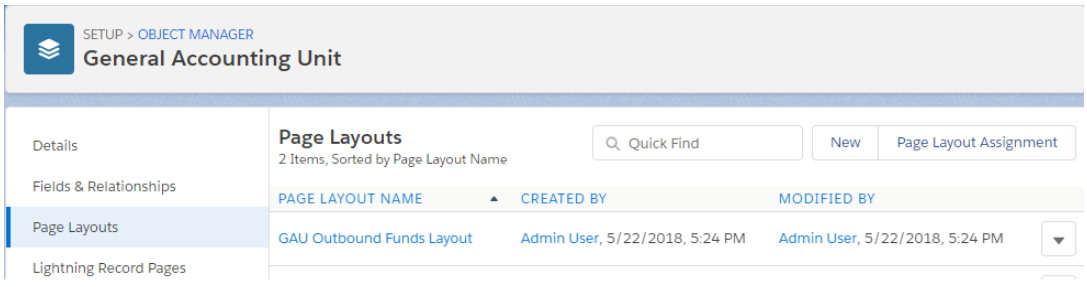 SETUP > OBJECT MANAGER
General Accounting Unit
Details
Fields & Relationships
Page Layouts
Lightning Record Pages
Page Layouts
2 Items, Sorted by Page Layout Name
Quick Find
New
Page Layout Assignment
PAGE LAYOUT NAME CREATED BY MODIFIED BY
GAU Outbound Funds Layout Admin User, 5/22/2018, 5:24 PM Admin User, 5/22/2018, 5:24 PM